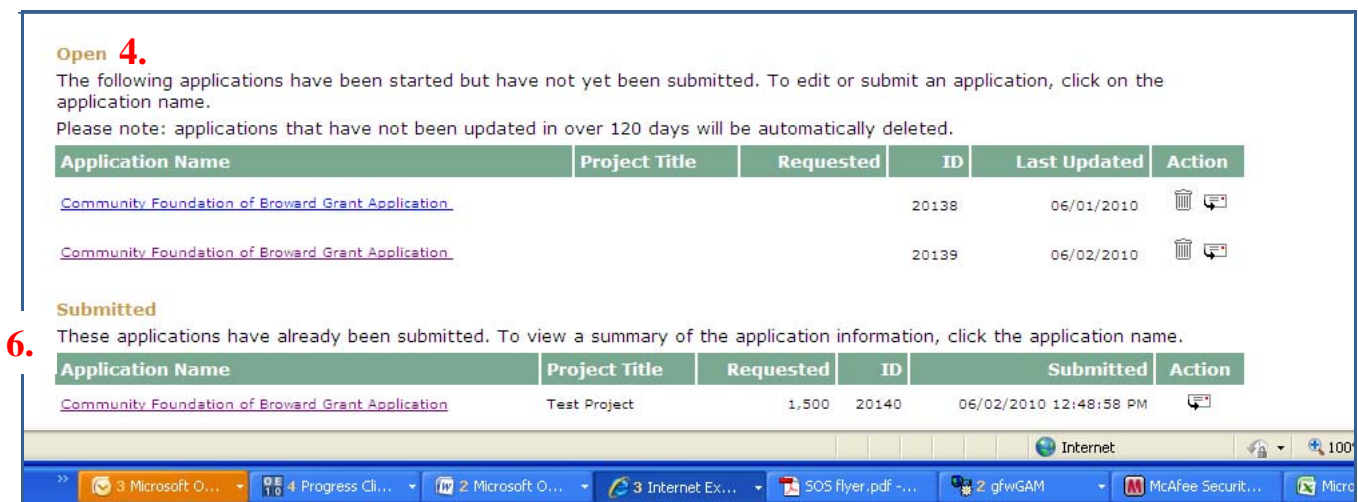 Open 4.
The following applications have been started but have not yet been submitted. To edit or submit an application, click on the
application name.
Please note: applications that have not been updated in over 120 days will be automatically deleted.
Application Name Project Title Requested ID Last Updated Action
Community Foundation of Broward Grant Application 20138 06/01/2010
Community Foundation of Broward Grant Application 20139 06/02/2010
Submitted
6. These applications have already been submitted. To view a summary of the application information, click the application name.
Application Name Project Title Requested ID Submitted Action
Community Foundation of Broward Grant Application Test Project 1,500 20140 06/02/2010 12:48:58 PM
Internet 100%
3 Microsoft O... 4 Progress Cli... 2 Microsoft O... 3 Internet Ex... SOS flyer.pdf -... 2 gfwGAM McAfee Securit... Micro